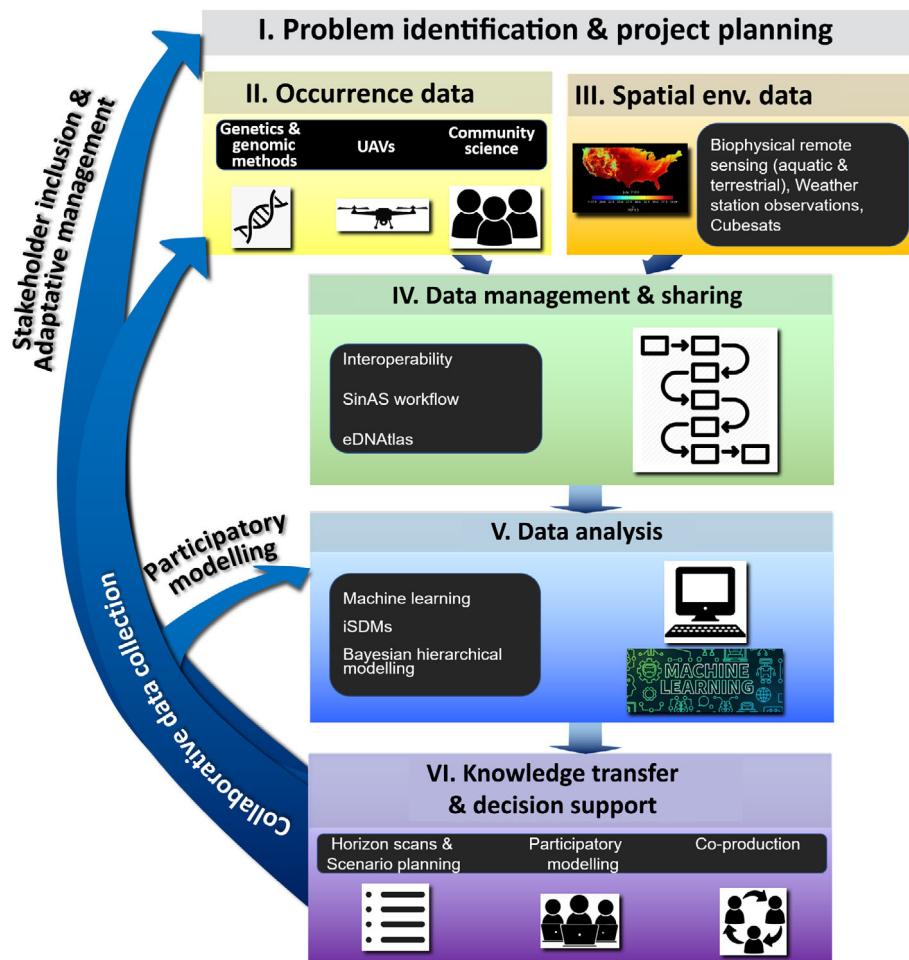 I. Problem identification & project planning
II. Occurrence data
Genetics &
genomic
methods
UAVs
Community
science
III. Spatial env. data
Biophysical remote
sensing (aquatic &
terrestrial), Weather
station observations,
Cubesats
Stakeholder inclusion &
Adaptative management
IV. Data management & sharing
Interoperability
SinAS workflow
eDNAtlas
Participatory
modelling
V. Data analysis
Machine learning
iSDMs
Bayesian hierarchical
modelling
MACHINE
LEARNING
Collaborative data collection
VI. Knowledge transfer
& decision support
Horizon scans &
Scenario planning
Participatory
modelling
Co-production